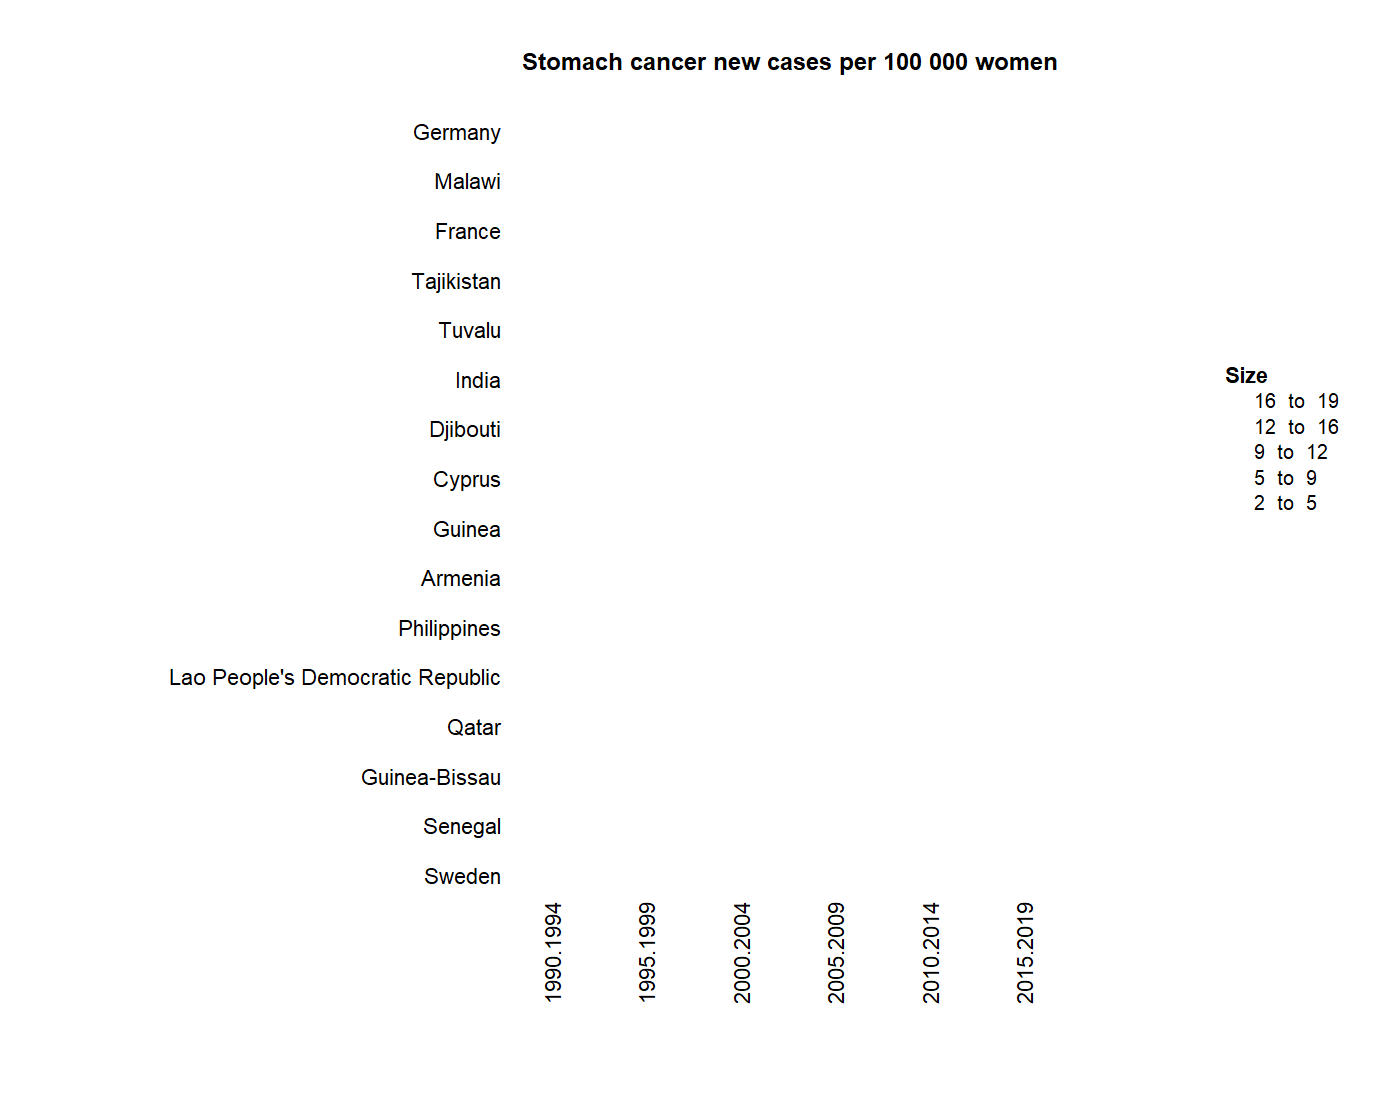 Stomach cancer new cases per 100 000 women
Germany
Malawi
France
Tajikistan
Tuvalu
India
Djibouti
Cyprus
Guinea
Armenia
Philippines
Lao People's Democratic Republic
Qatar
Guinea-Bissau
Senegal
Sweden
1990.1994
1995.1999
2000.2004
2005.2009
2010.2014
2015.2019
Size
16 to 19
12 to 16
9 to 12
5 to 9
2 to 5